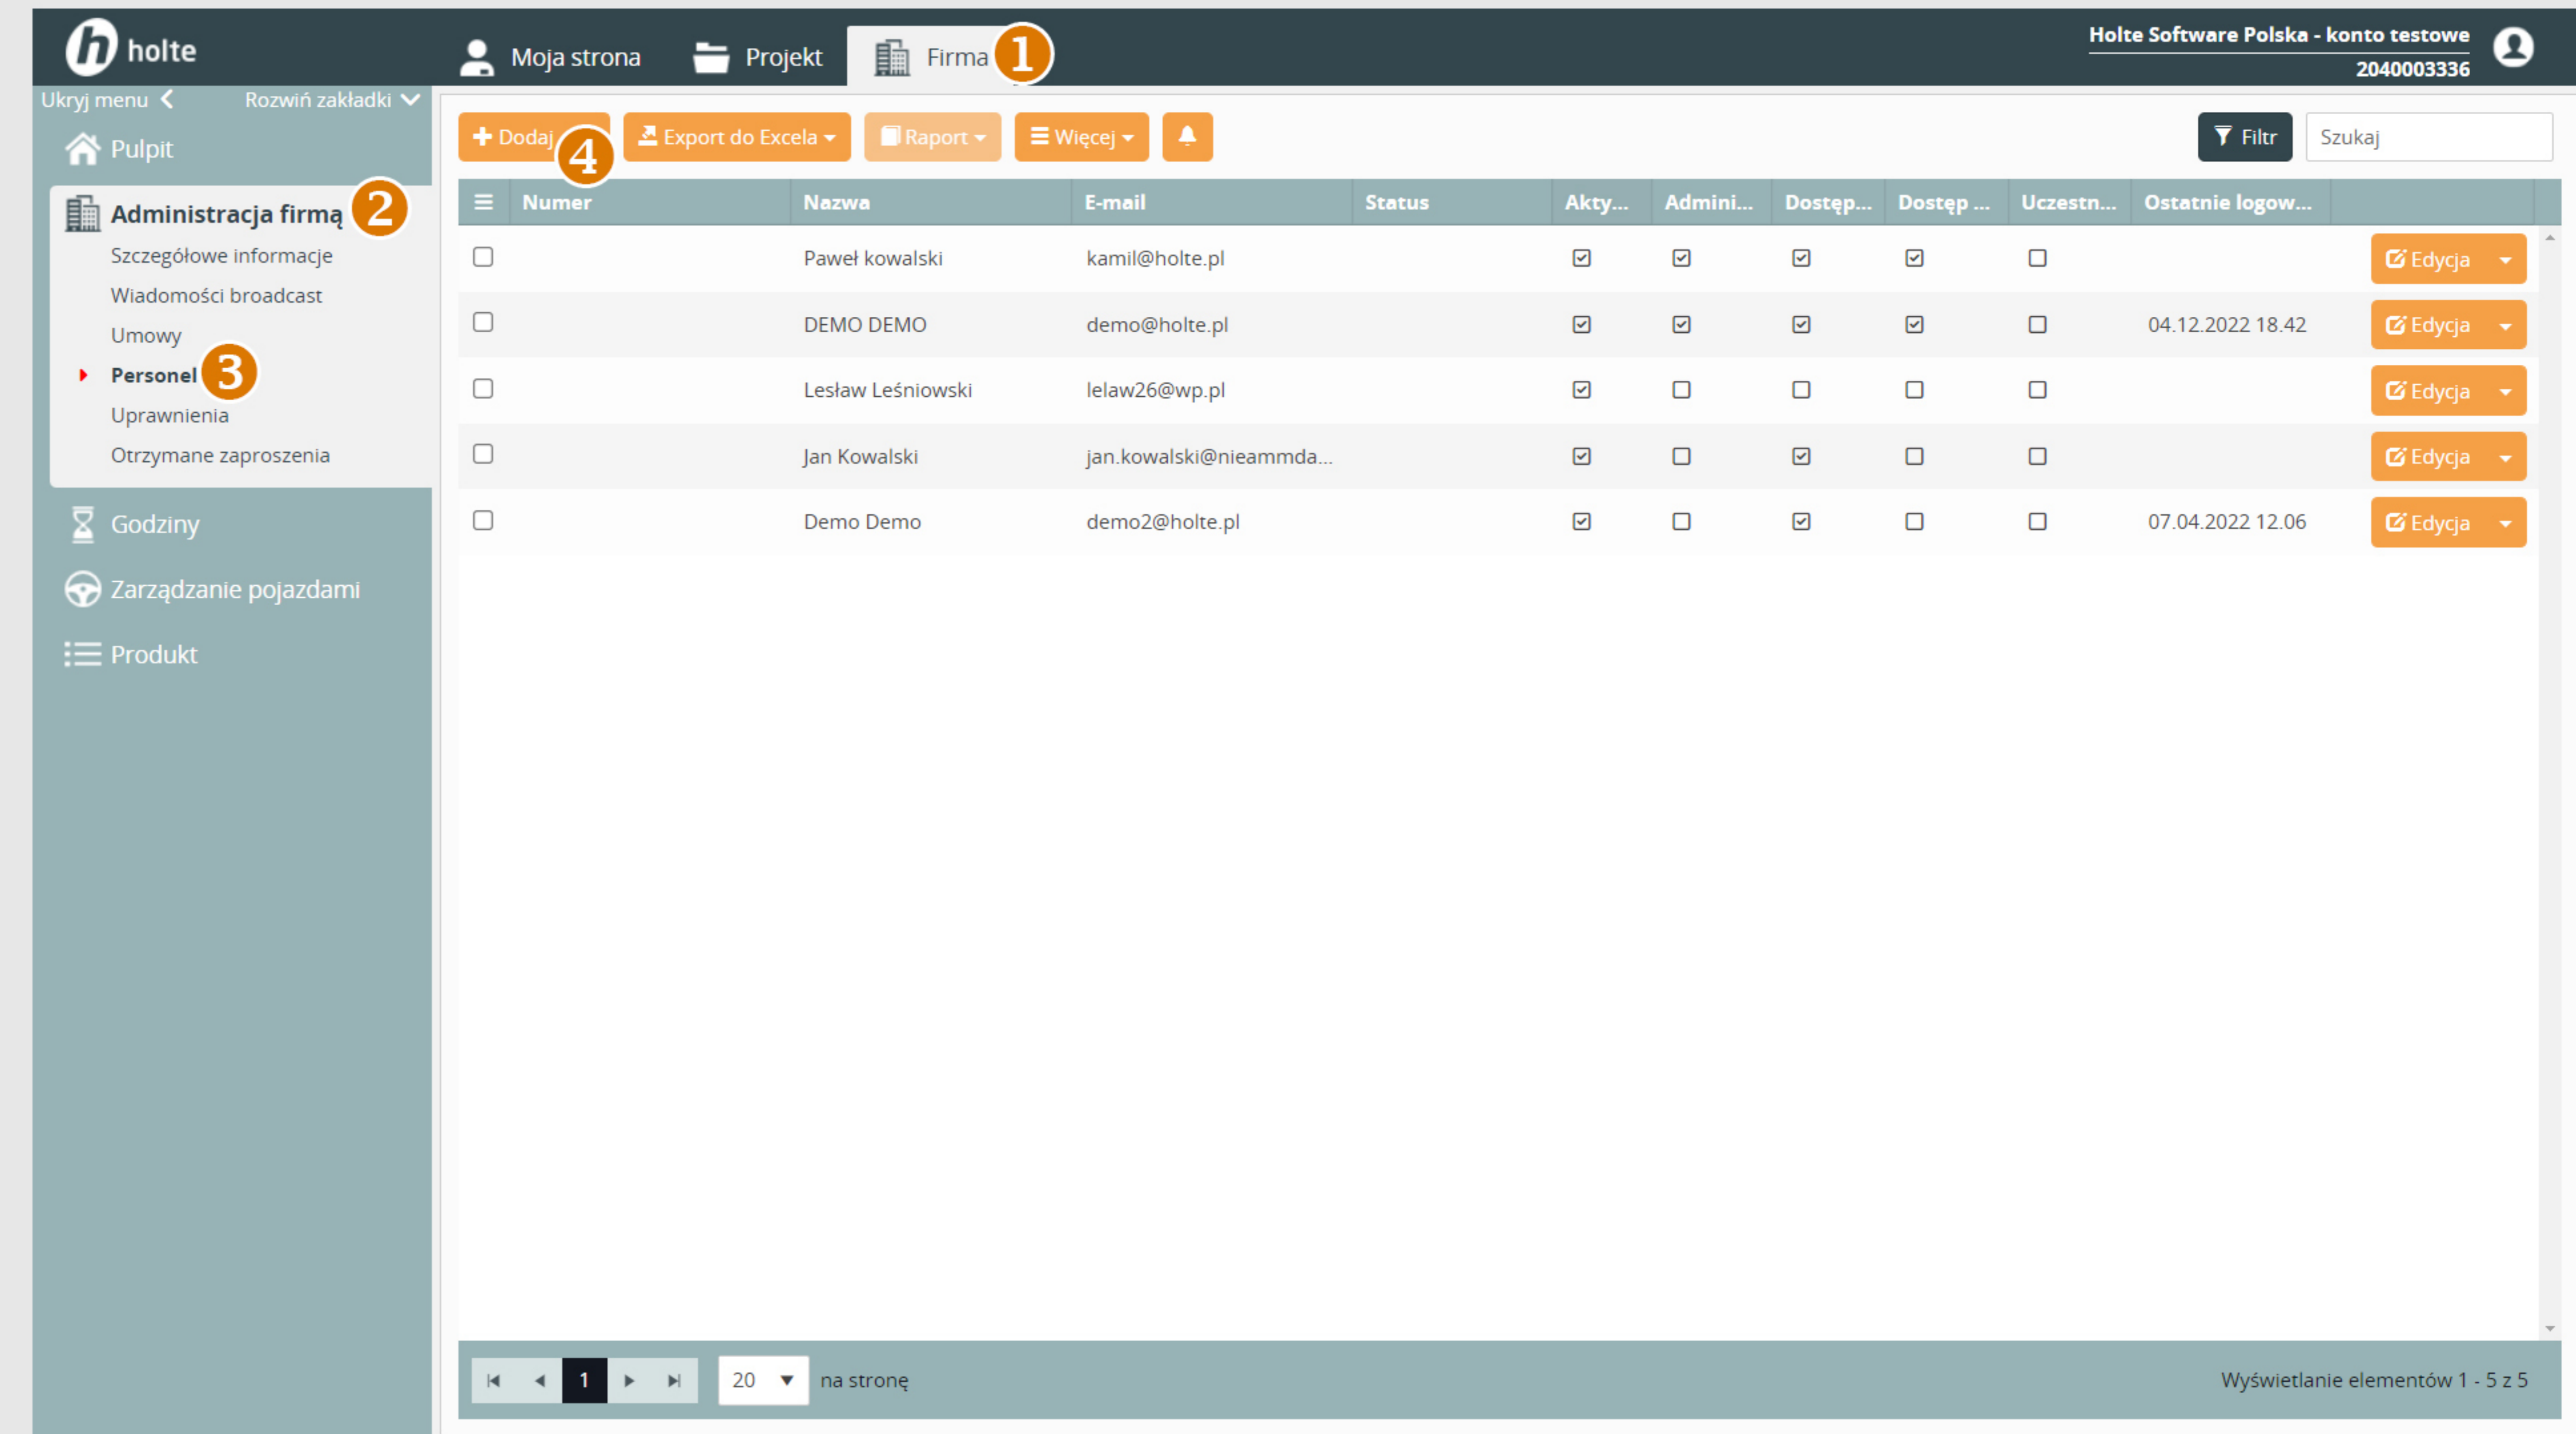 holte
Moja strona
Projekt
Firma
1
Holte Software Polska - konto testowe
2040003336
Ukryj menu
Rozwiń zakładki
Pulpit
Administracja firmą
2
Szczegółowe informacje
Wiadomości broadcast
Umowy
Personel
3
Uprawnienia
Otrzymane zaproszenia
Godziny
Zarządzanie pojazdami
Produkt
Dodaj
4
Export do Excela
Raport
Więcej
Filtr
Szukaj
Numer Nazwa E-mail Status Akty... Admini... Dostęp... Dostęp ... Uczestn... Ostatnie logow...
Paweł kowalski kamil@holte.pl Edycja
DEMO DEMO demo@holte.pl 04.12.2022 18.42 Edycja
Lesław Leśniowski lelaw26@wp.pl Edycja
Jan Kowalski jan.kowalski@nieammda... Edycja
Demo Demo demo2@holte.pl 07.04.2022 12.06 Edycja
1
20
na stronę
Wyświetlanie elementów 1 - 5 z 5